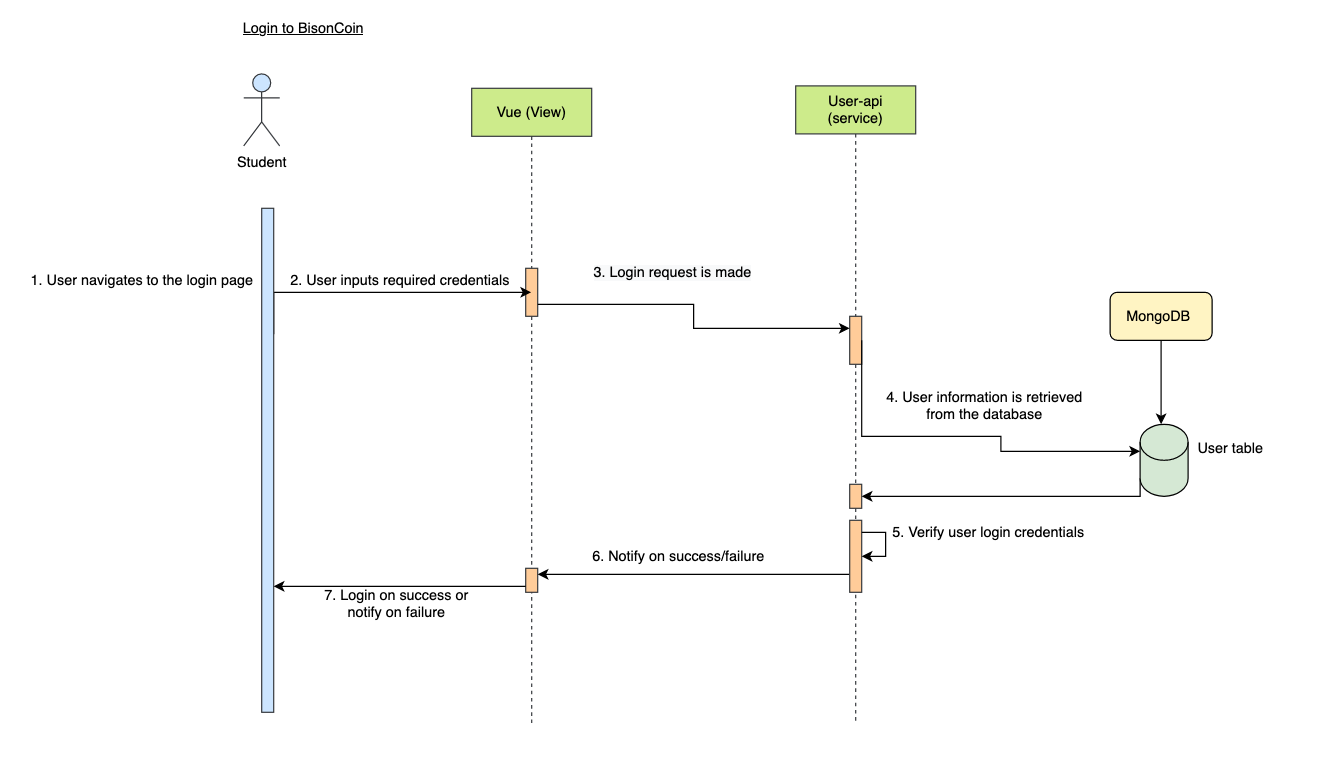 Login to BisonCoin
Student
Vue (View)
User-api
(service)
1. User navigates to the login page
2. User inputs required credentials
3. Login request is made
MongoDB
4. User information is retrieved
from the database
User table
5. Verify user login credentials
6. Notify on success/failure
7. Login on success or
notify on failure